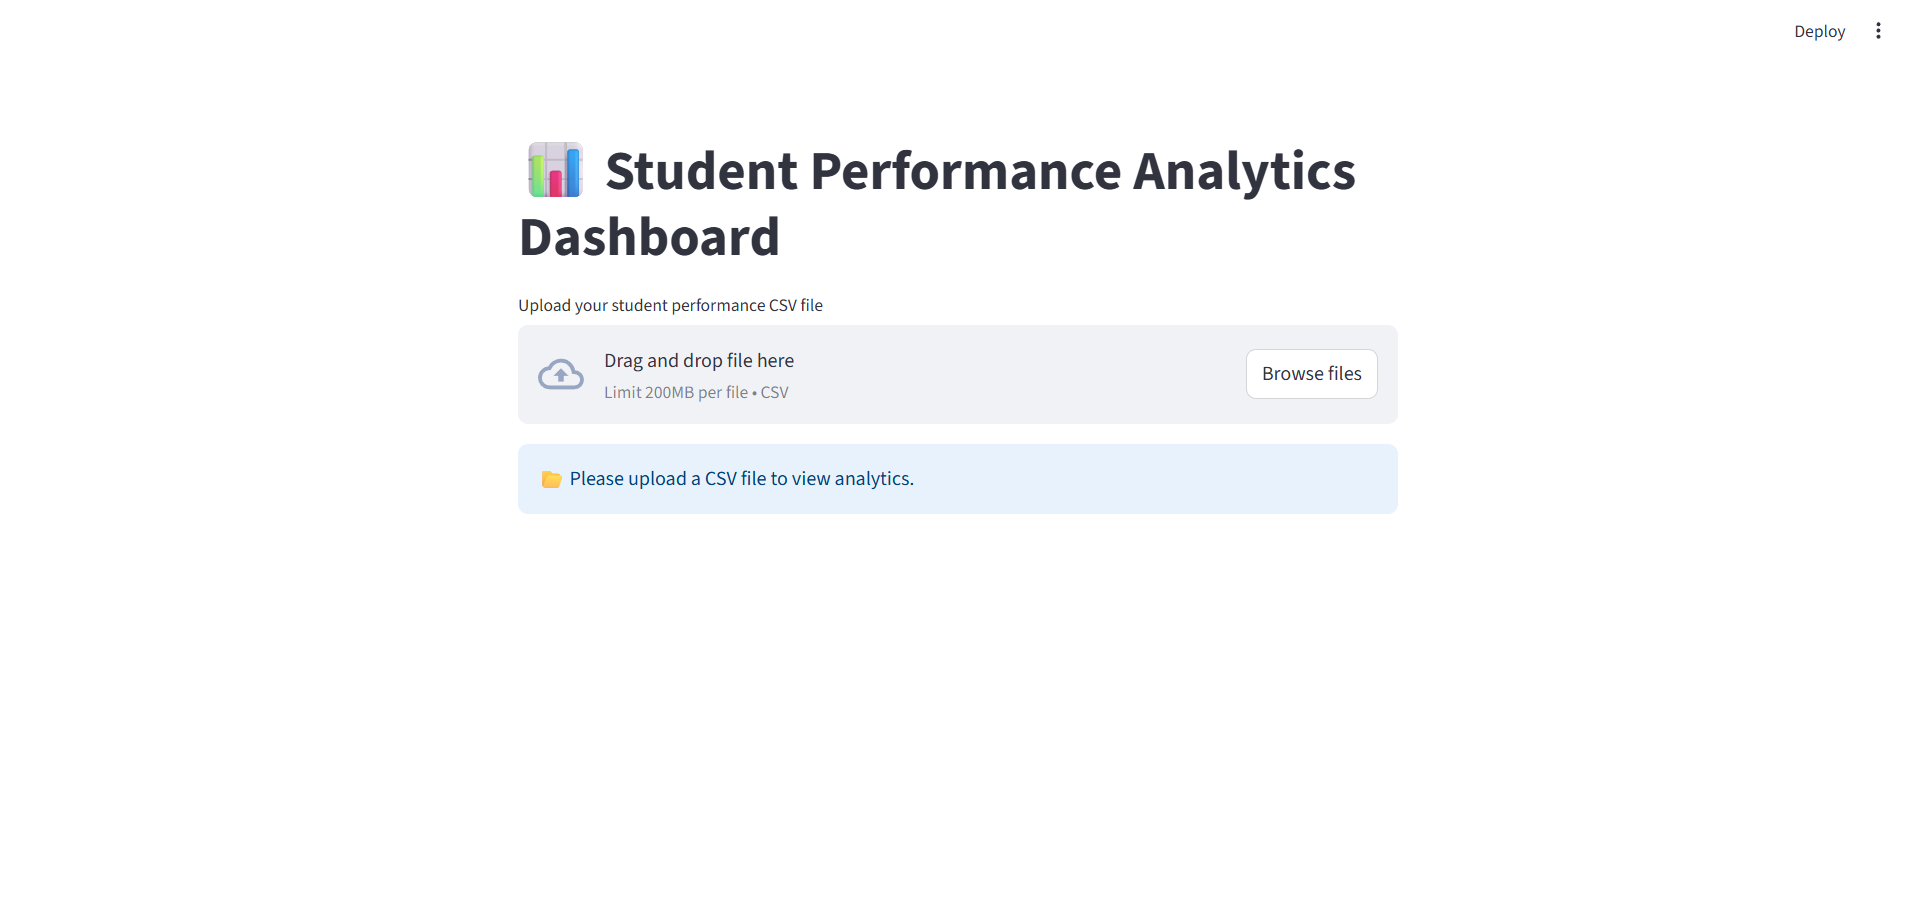 Deploy
Student Performance Analytics
Dashboard
Upload your student performance CSV file
Drag and drop file here
Limit 200MB per file • CSV
Browse files
Please upload a CSV file to view analytics.